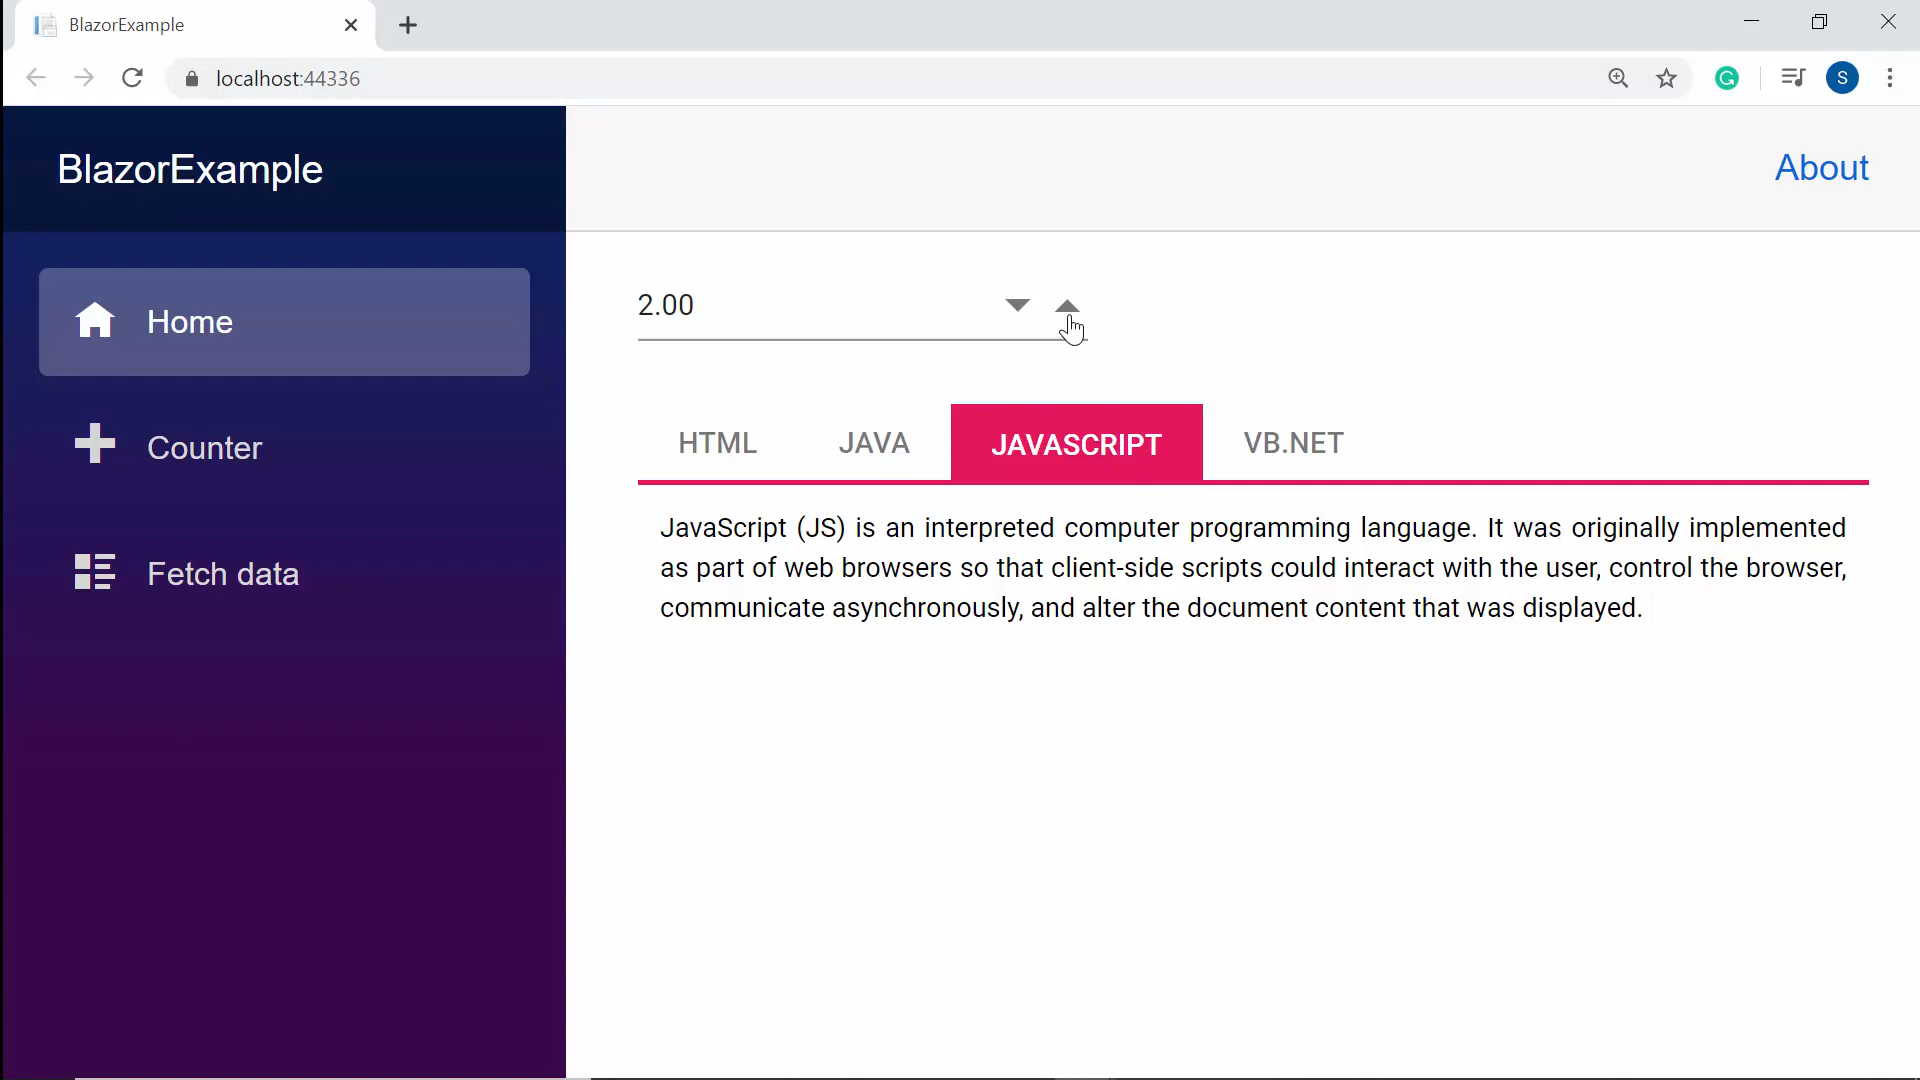 BlazorExample
localhost:44336
S
BlazorExample
About
Home
Counter
Fetch data
2.00
HTML JAVA JAVASCRIPT VB.NET
JavaScript (JS) is an interpreted computer programming language. It was originally implemented
as part of web browsers so that client-side scripts could interact with the user, control the browser,
communicate asynchronously, and alter the document content that was displayed.